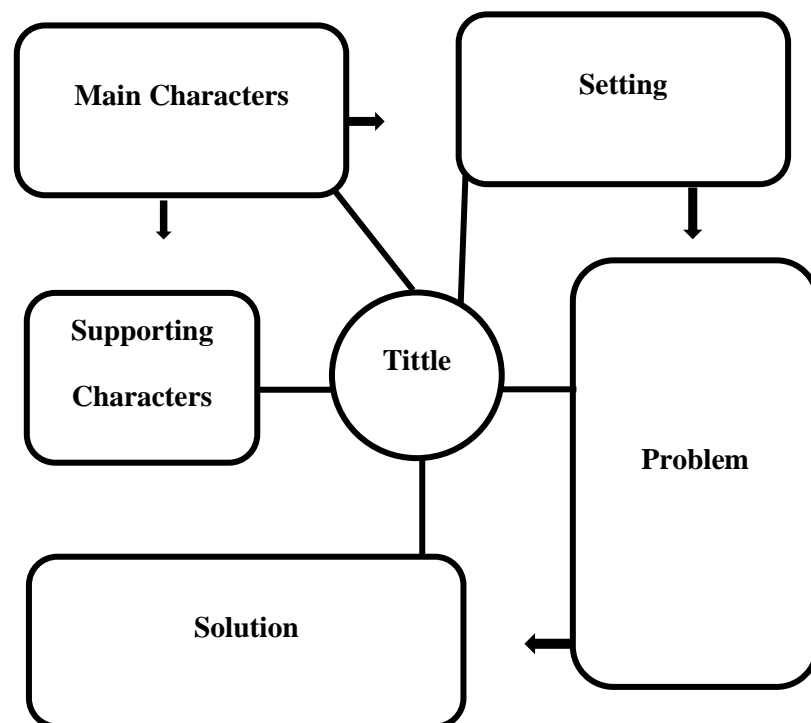 Main Characters
Setting
Supporting
Characters
Tittle
Problem
Solution